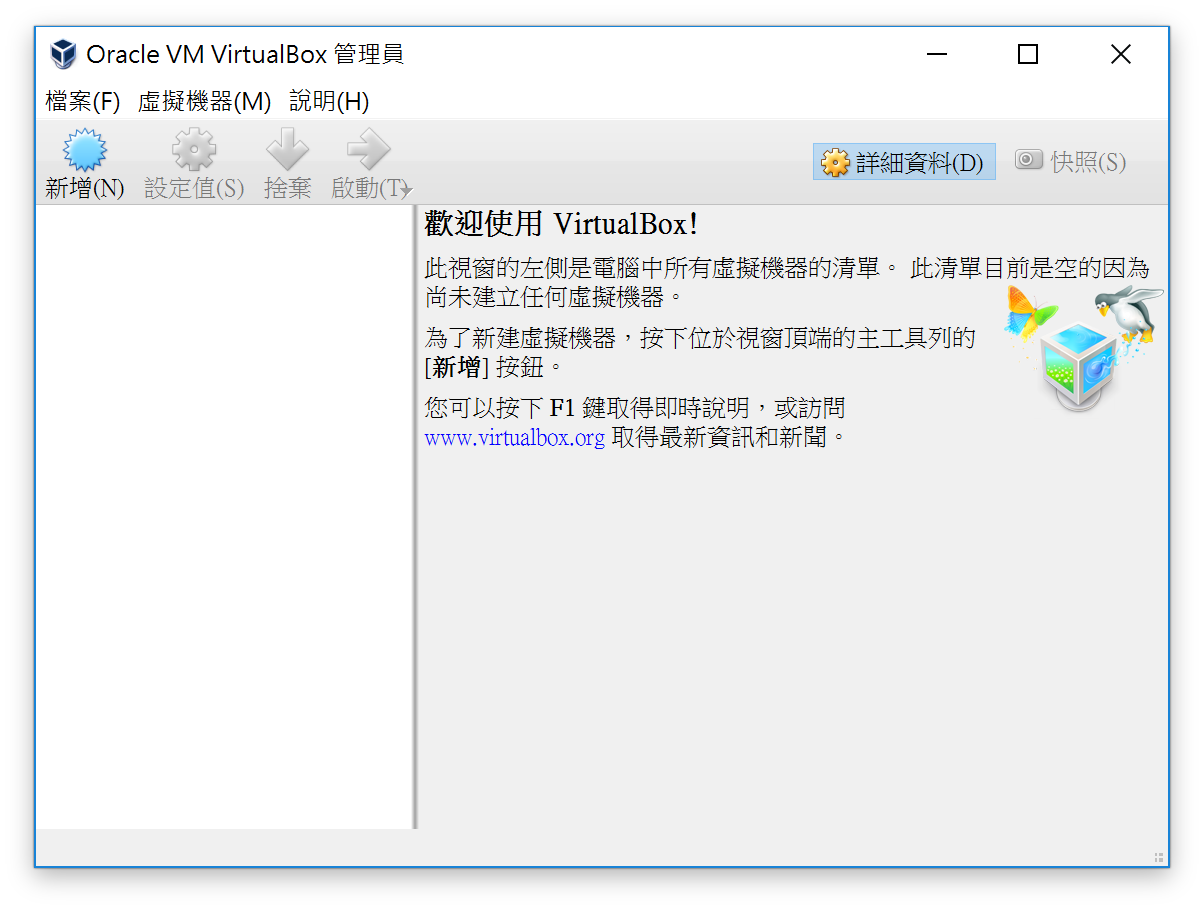 Oracle VM VirtualBox 管理員
檔案(F) 虛擬機器(M) 說明(H)
新增(N) 設定值(S) 捨棄 啟動(T) 詳細資料(D) 快照(S)
歡迎使用 VirtualBox!
此視窗的左側是電腦中所有虛擬機器的清單。 此清單目前是空的因為
尚未建立任何虛擬機器。
為了新建虛擬機器，按下位於視窗頂端的主工具列的
[新增] 按鈕。
您可以按下 F1 鍵取得即時說明，或訪問
www.virtualbox.org 取得最新資訊和新聞。